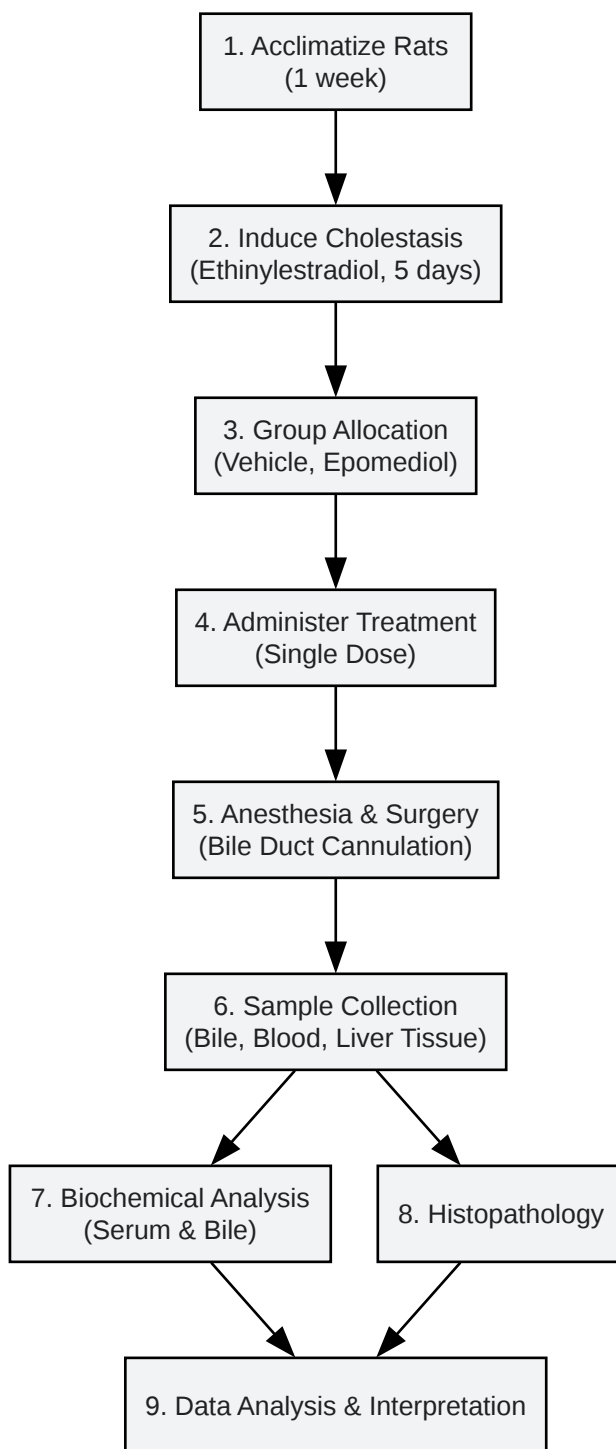 1. Acclimatize Rats
(1 week)
2. Induce Cholestasis
(Ethinylestradiol, 5 days)
3. Group Allocation
(Vehicle, Epomediol)
4. Administer Treatment
(Single Dose)
5. Anesthesia & Surgery
(Bile Duct Cannulation)
6. Sample Collection
(Bile, Blood, Liver Tissue)
7. Biochemical Analysis
(Serum & Bile)
8. Histopathology
9. Data Analysis & Interpretation